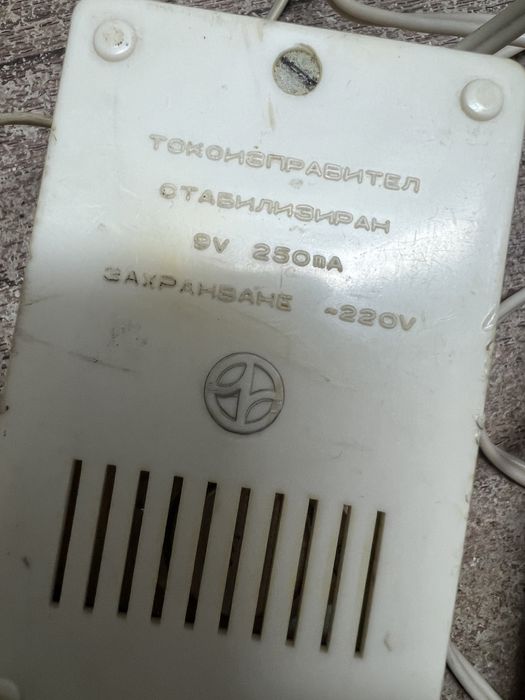 ТОКОИЗПРАВИТЕЛ
СТАБИЛИЗИРАН
9V 250mA
ЗАХРАНВАНЕ ~220V